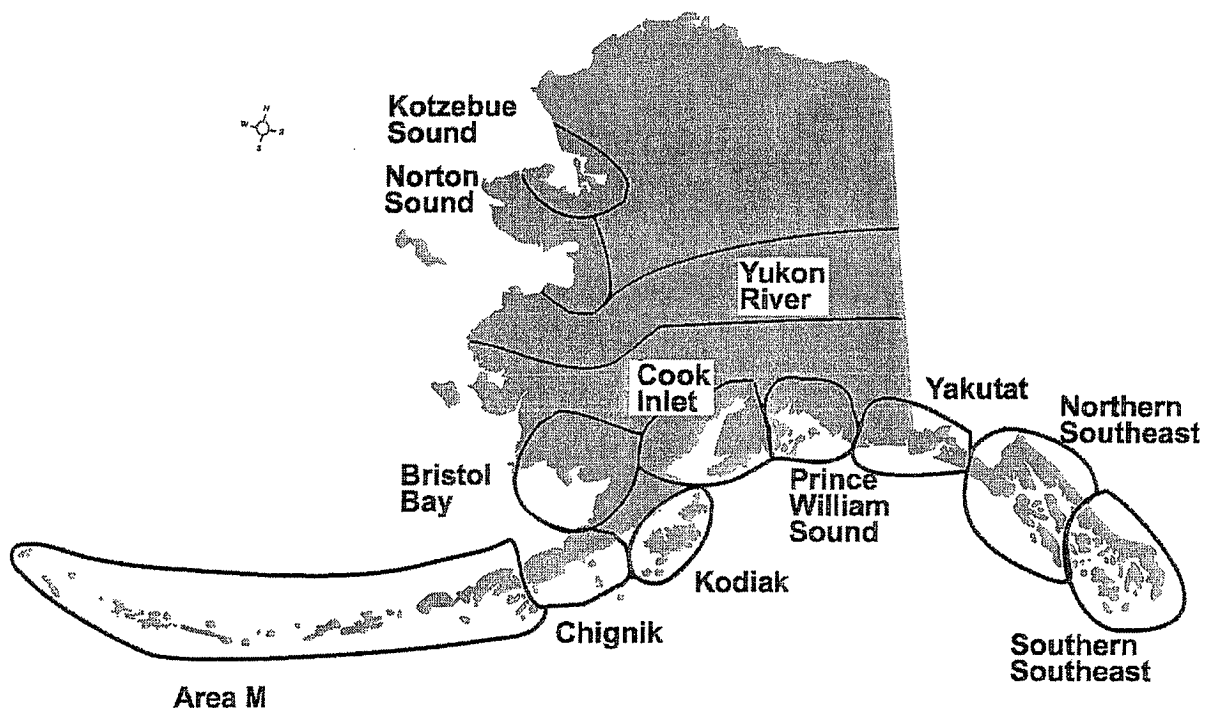 Kotzebue
Sound
N
W
S
Norton
Sound
Yukon
River
Cook
Inlet
Yakutat
Northern
Southeast
Bristol
Bay
Prince
William
Sound
Kodiak
Chignik
Southern
Southeast
Area M